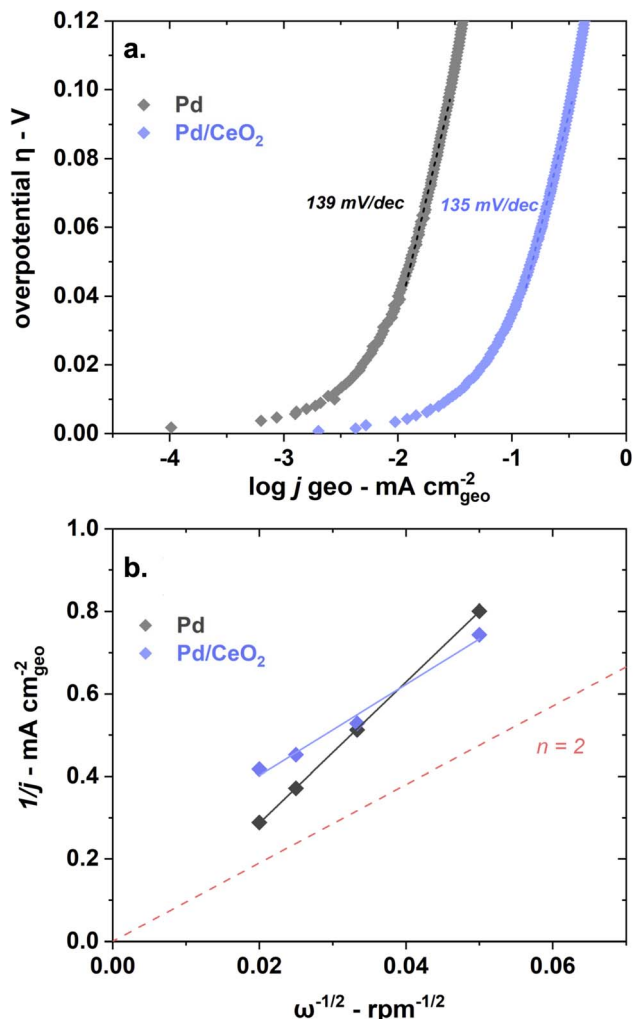 a.
0.12
0.10
0.08
0.06
0.04
0.02
0.00
overpotential η - V
Pd
Pd/CeO2
139 mV/dec
135 mV/dec
-4
-3
-2
-1
0
log j geo - mA cm-2geo
b.
1.0
0.8
0.6
0.4
0.2
0.0
1/j - mA cm-2geo
Pd
Pd/CeO2
n = 2
0.00
0.02
0.04
0.06
ω-1/2 - rpm-1/2